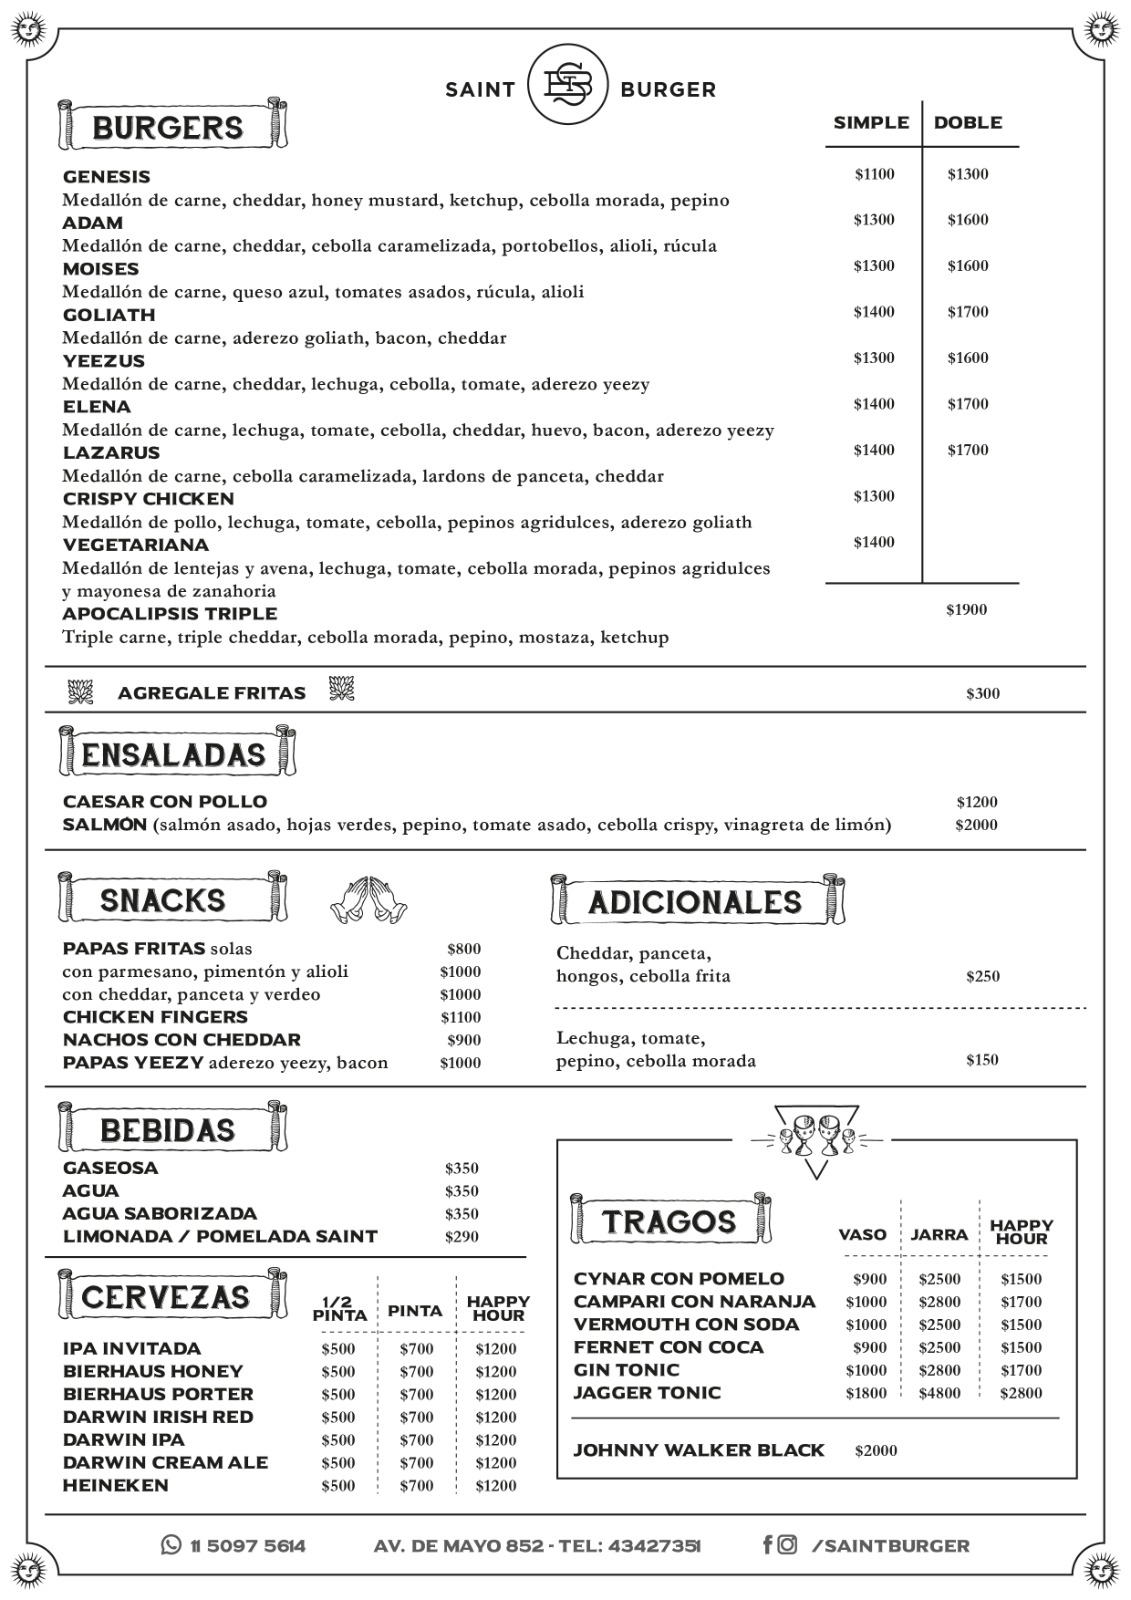 SAINT STB BURGER
BURGERS
SIMPLE DOBLE
GENESIS $1100 $1300
Medallón de carne, cheddar, honey mustard, ketchup, cebolla morada, pepino
ADAM $1300 $1600
Medallón de carne, cheddar, cebolla caramelizada, portobellos, alioli, rúcula
MOISES $1300 $1600
Medallón de carne, queso azul, tomates asados, rúcula, alioli
GOLIATH $1400 $1700
Medallón de carne, aderezo goliath, bacon, cheddar
YEEZUS $1300 $1600
Medallón de carne, cheddar, lechuga, cebolla, tomate, aderezo yeezy
ELENA $1400 $1700
Medallón de carne, lechuga, tomate, cebolla, cheddar, huevo, bacon, aderezo yeezy
LAZARUS $1400 $1700
Medallón de carne, cebolla caramelizada, lardons de panceta, cheddar
CRISPY CHICKEN $1300
Medallón de pollo, lechuga, tomate, cebolla, pepinos agridulces, aderezo goliath
VEGETARIANA $1400
Medallón de lentejas y avena, lechuga, tomate, cebolla morada, pepinos agridulces
y mayonesa de zanahoria
APOCALIPSIS TRIPLE $1900
Triple carne, triple cheddar, cebolla morada, pepino, mostaza, ketchup
AGREGALE FRITAS $300
ENSALADAS
CAESAR CON POLLO $1200
SALMÓN (salmón asado, hojas verdes, pepino, tomate asado, cebolla crispy, vinagreta de limón) $2000
SNACKS
PAPAS FRITAS solas $800
con parmesano, pimentón y alioli $1000
con cheddar, panceta y verdeo $1000
CHICKEN FINGERS $1100
NACHOS CON CHEDDAR $900
PAPAS YEEZY aderezo yeezy, bacon $1000
ADICIONALES
Cheddar, panceta,
hongos, cebolla frita $250
Lechuga, tomate,
pepino, cebolla morada $150
BEBIDAS
GASEOSA $350
AGUA $350
AGUA SABORIZADA $350
LIMONADA / POMELADA SAINT $290
CERVEZAS
1/2 PINTA PINTA HAPPY HOUR
IPA INVITADA $500 $700 $1200
BIERHAUS HONEY $500 $700 $1200
BIERHAUS PORTER $500 $700 $1200
DARWIN IRISH RED $500 $700 $1200
DARWIN IPA $500 $700 $1200
DARWIN CREAM ALE $500 $700 $1200
HEINEKEN $500 $700 $1200
TRAGOS
VASO JARRA HAPPY HOUR
CYNAR CON POMELO $900 $2500 $1500
CAMPARI CON NARANJA $1000 $2800 $1700
VERMOUTH CON SODA $1000 $2500 $1500
FERNET CON COCA $900 $2500 $1500
GIN TONIC $1000 $2800 $1700
JAGGER TONIC $1800 $4800 $2800
JOHNNY WALKER BLACK $2000
11 5097 5614 AV. DE MAYO 852 - TEL: 43427351 /SAINTBURGER